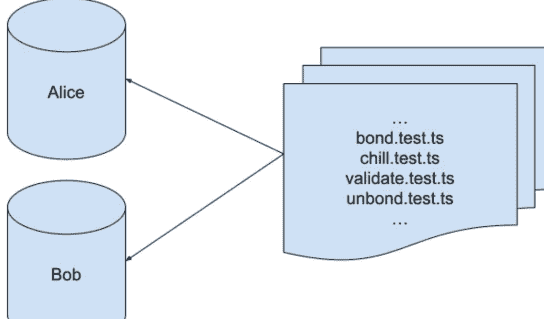 Alice
…
bond.test.ts
chill.test.ts
validate.test.ts
unbond.test.ts
…
Bob